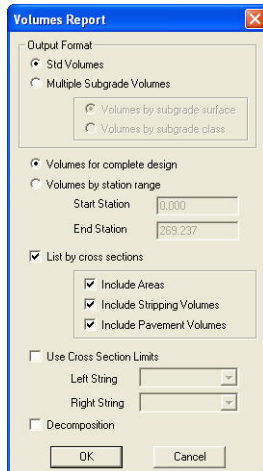 Volumes Report
Output Format
Std Volumes
Multiple Subgrade Volumes
Volumes by subgrade surface
Volumes by subgrade class
Volumes for complete design
Volumes by station range
Start Station 0.000
End Station 269.237
List by cross sections
Include Areas
Include Stripping Volumes
Include Pavement Volumes
Use Cross Section Limits
Left String
Right String
Decomposition
OK Cancel